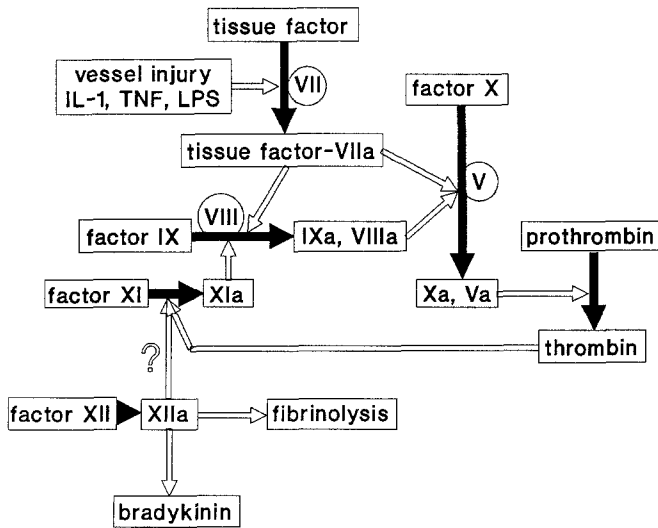 tissue factor
vessel injury
IL-1, TNF, LPS
VII
factor X
tissue factor-VIIa
V
VIII
factor IX
IXa, VIIIa
prothrombin
factor XI
XIa
Xa, Va
thrombin
?
factor XII
XIIa
fibrinolysis
bradykinin